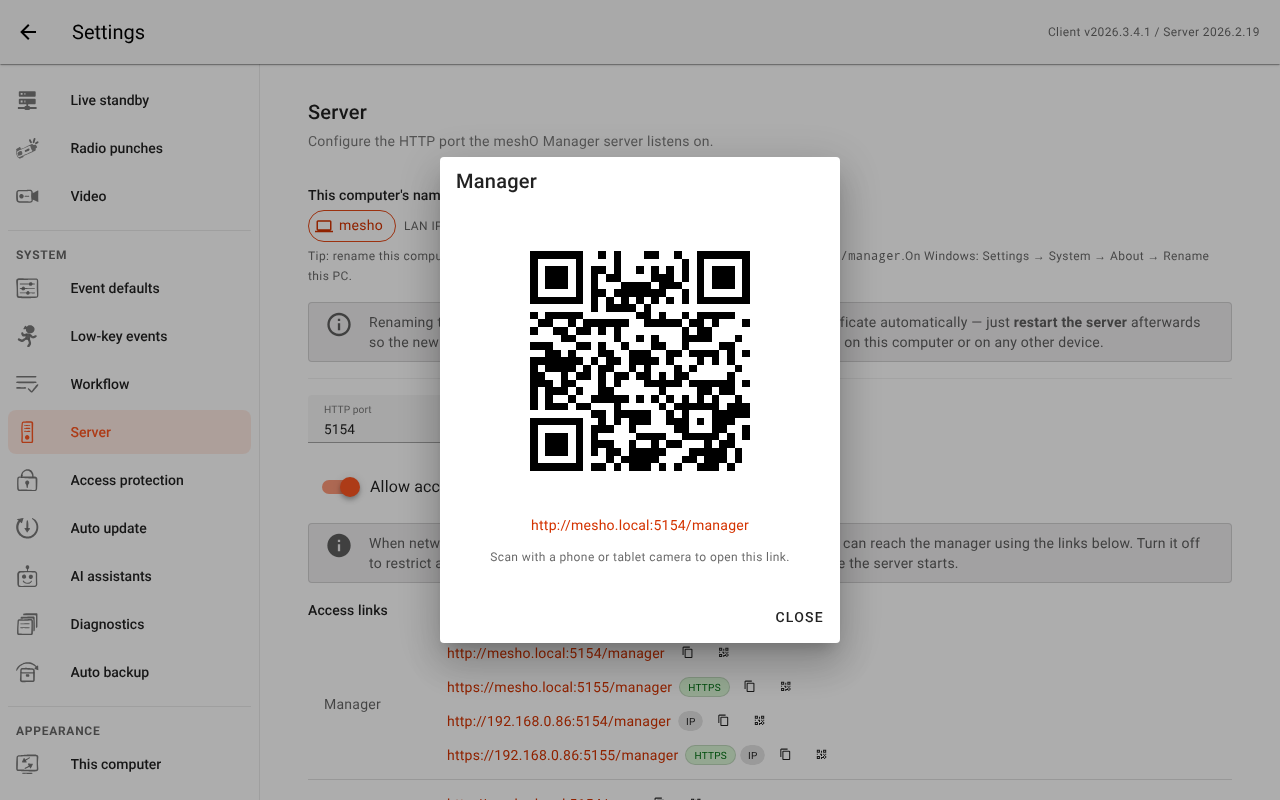 Settings
Client v2026.3.4.1 / Server 2026.2.19
Live standby
Radio punches
Video
SYSTEM
Event defaults
Low-key events
Workflow
Server
Access protection
Auto update
AI assistants
Diagnostics
Auto backup
APPEARANCE
This computer
Server
Configure the HTTP port the meshO Manager server listens on.
This computer's nam
mesho LAN IP
Tip: rename this compu /manager.On Windows: Settings → System → About → Rename
this PC.
Renaming ficate automatically — just restart the server afterwards
so the new on this computer or on any other device.
HTTP port
5154
Allow acc
When netw can reach the manager using the links below. Turn it off
to restrict a e the server starts.
Access links
Manager
http://mesho.local:5154/manager
https://mesho.local:5155/manager HTTPS
http://192.168.0.86:5154/manager IP
https://192.168.0.86:5155/manager HTTPS IP
Manager
http://mesho.local:5154/manager
Scan with a phone or tablet camera to open this link.
CLOSE